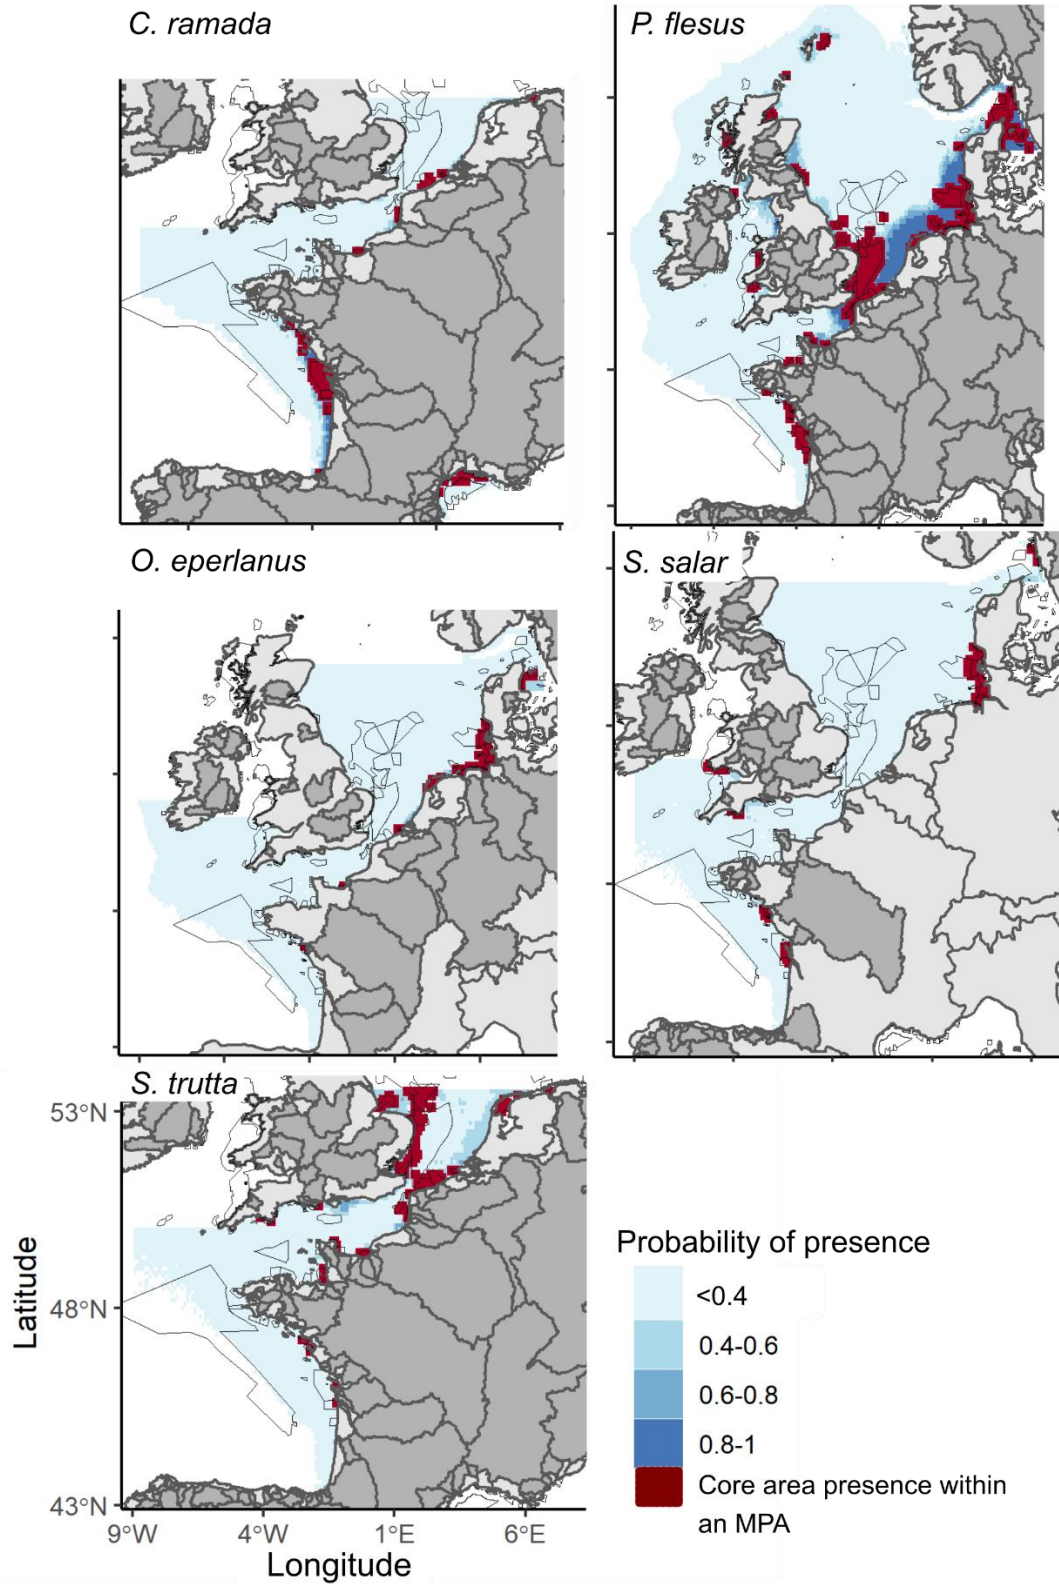 C. ramada
P. flesus
O. eperlanus
S. salar
S. trutta
53°N
48°N
43°N
Latitude
9°W 4°W 1°E 6°E
Longitude
Probability of presence
<0.4
0.4-0.6
0.6-0.8
0.8-1
Core area presence within
an MPA